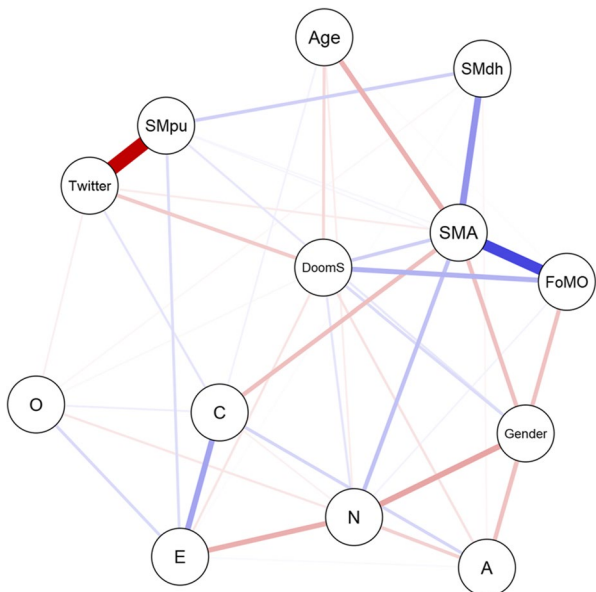 Age
SMdh
SMpu
Twitter
SMA
DoomS
FoMO
O
C
Gender
N
E
A